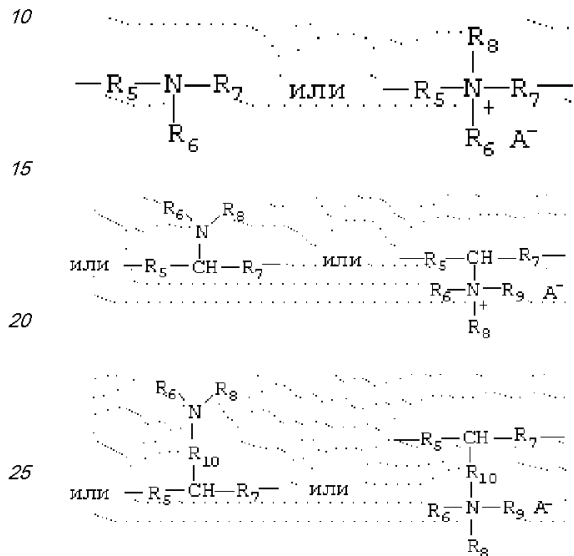 10
R₈
—R₅—N—R₇ или —R₅—N—R₇—
+
R₆ R₆ A⁻
15
R₆ R₈
N
или —R₅—CH—R₇— или —R₅—CH—R₇—
R₆—N—R₉ A⁻
+
20
R₈
R₆ R₈
N
—R₅—CH—R₇—
R₁₀ R₁₀
25
или —R₅—CH—R₇— или R₆—N—R₉ A⁻
R₈